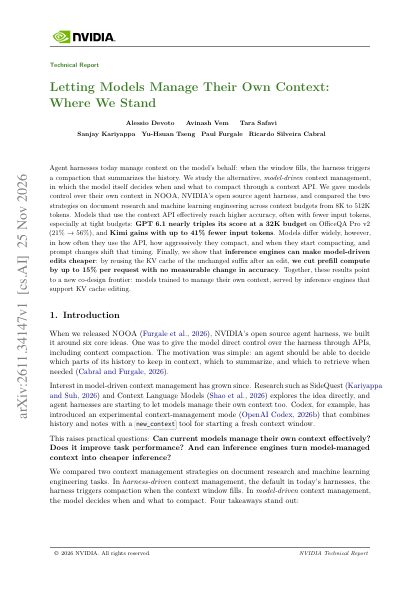 NVIDIA.
Technical Report
Letting Models Manage Their Own Context:
Where We Stand
Alessio Devoto Avinash Vem Tara Safavi
Sanjay Kariyappa Yu-Hsuan Tseng Paul Furgale Ricardo Silveira Cabral
Agent harnesses today manage context on the model's behalf: when the window fills, the harness triggers
a compaction that summarizes the history. We study the alternative, model-driven context management,
in which the model itself decides when and what to compact through a context API. We gave models
control over their own context in NOOA, NVIDIA's open source agent harness, and compared the two
strategies on document research and machine learning engineering across context budgets from 8K to 512K
tokens. Models that use the context API effectively reach higher accuracy, often with fewer input tokens,
especially at tight budgets: GPT 6.1 nearly triples its score at a 32K budget on OfficeQA Pro v2
(21% → 56%), and Kimi gains with up to 41% fewer input tokens. Models differ widely, however,
in how often they use the API, how aggressively they compact, and when they start compacting, and
prompt changes shift that timing. Finally, we show that inference engines can make model-driven
edits cheaper: by reusing the KV cache of the unchanged suffix after an edit, we cut prefill compute
by up to 15% per request with no measurable change in accuracy. Together, these results point
to a new co-design frontier: models trained to manage their own context, served by inference engines that
support KV cache editing.
1. Introduction
When we released NOOA (Furgale et al., 2026), NVIDIA's open source agent harness, we built
it around six core ideas. One was to give the model direct control over the harness through APIs,
including context compaction. The motivation was simple: an agent should be able to decide
which parts of its history to keep in context, which to summarize, and which to retrieve when
needed (Cabral and Furgale, 2026).
Interest in model-driven context management has grown since. Research such as SideQuest (Kariyappa
and Suh, 2026) and Context Language Models (Shao et al., 2026) explores the idea directly, and
agent harnesses are starting to let models manage their own context too. Codex, for example, has
introduced an experimental context-management mode (OpenAI Codex, 2026b) that combines
history and notes with a new_context tool for starting a fresh context window.
This raises practical questions: Can current models manage their own context effectively?
Does it improve task performance? And can inference engines turn model-managed
context into cheaper inference?
We compared two context management strategies on document research and machine learning
engineering tasks. In harness-driven context management, the default in today's harnesses, the
harness triggers compaction when the context window fills. In model-driven context management,
the model decides when and what to compact. Four takeaways stand out:
© 2026 NVIDIA. All rights reserved. NVIDIA Technical Report
arXiv:2611.34147v1 [cs.AI] 25 Nov 2026